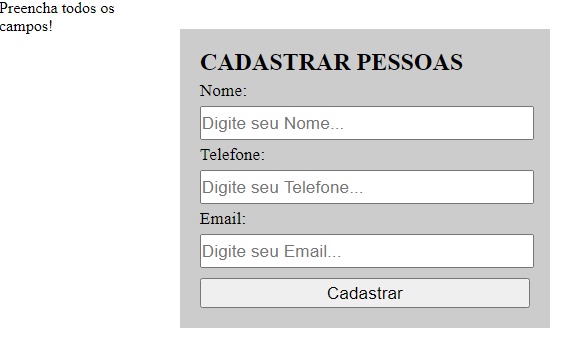 Preencha todos os
campos!
CADASTRAR PESSOAS
Nome:
Digite seu Nome...
Telefone:
Digite seu Telefone...
Email:
Digite seu Email...
Cadastrar